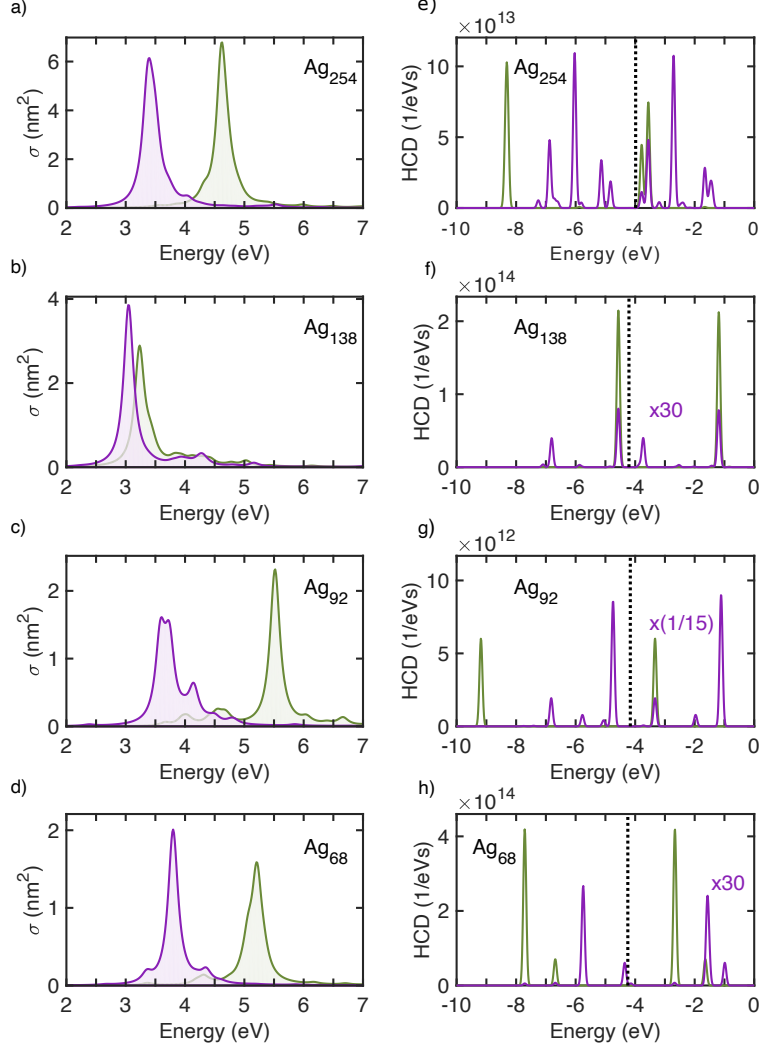 a)
Ag254
σ (nm2)
6
4
2
0
2 3 4 5 6 7
Energy (eV)
e)
×10^13
Ag254
HCD (1/eVs)
10
5
0
-10 -8 -6 -4 -2 0
Energy (eV)
b)
Ag138
σ (nm2)
4
2
0
2 3 4 5 6 7
Energy (eV)
f)
×10^14
Ag138
x30
HCD (1/eVs)
2
1
0
-10 -8 -6 -4 -2 0
Energy (eV)
c)
Ag92
σ (nm2)
2
1
0
2 3 4 5 6 7
Energy (eV)
g)
×10^12
Ag92
x(1/15)
HCD (1/eVs)
10
5
0
-10 -8 -6 -4 -2 0
Energy (eV)
d)
Ag68
σ (nm2)
2
1
0
2 3 4 5 6 7
Energy (eV)
h)
×10^14
Ag68
x30
HCD (1/eVs)
4
2
0
-10 -8 -6 -4 -2 0
Energy (eV)